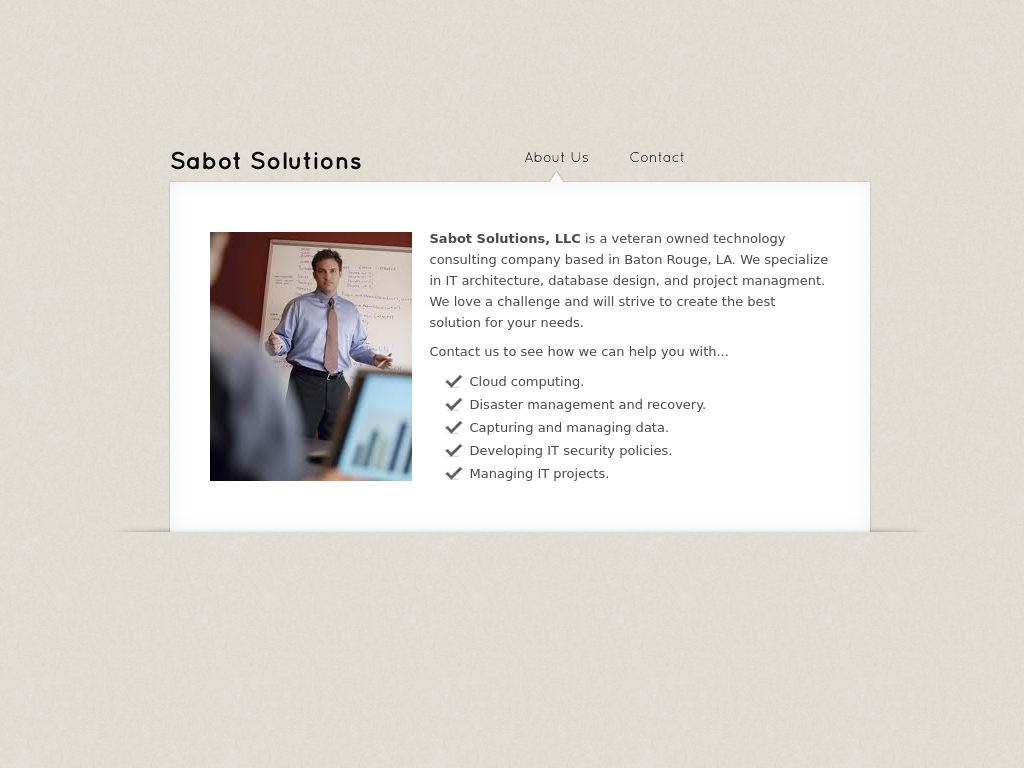 Sabot Solutions
About Us
Contact
Sabot Solutions, LLC is a veteran owned technology
consulting company based in Baton Rouge, LA. We specialize
in IT architecture, database design, and project managment.
We love a challenge and will strive to create the best
solution for your needs.
Contact us to see how we can help you with...
Cloud computing.
Disaster management and recovery.
Capturing and managing data.
Developing IT security policies.
Managing IT projects.